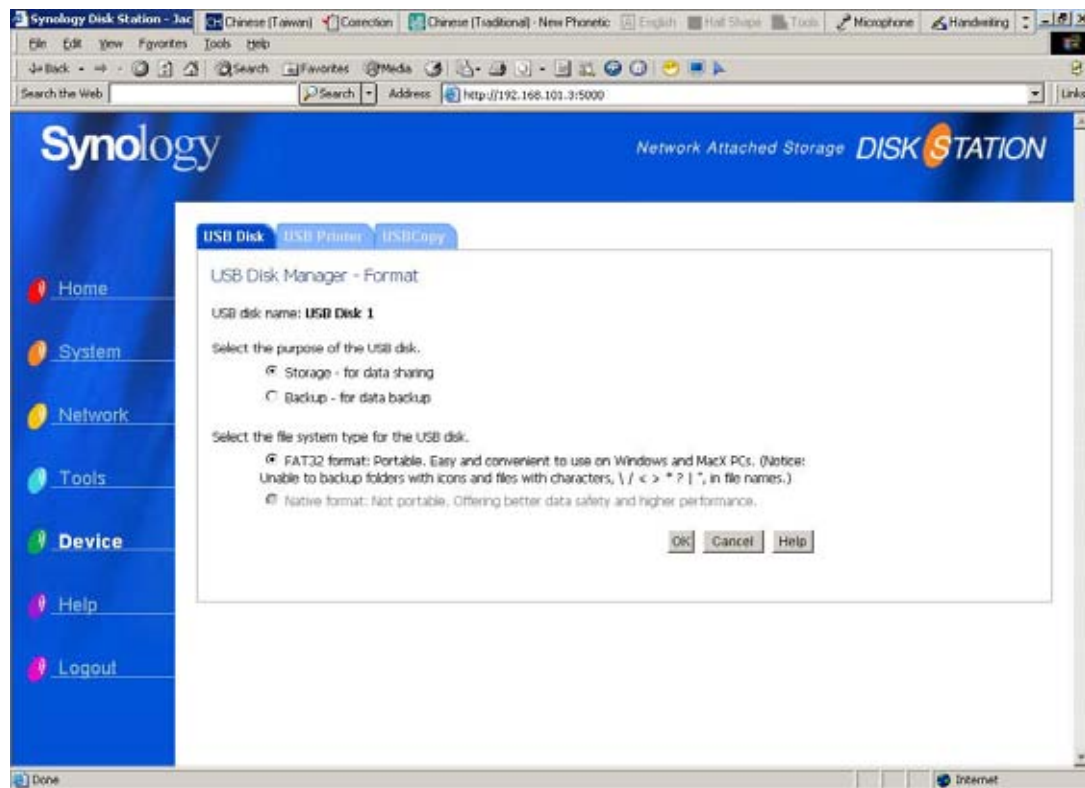 Synology Disk Station - Jac
Chinese (Taiwan) Correction Chinese (Traditional) - New Phonetic English Half Shape Tools Microphone Handwriting
File Edit View Favorites Tools Help
Back Search Favorites Media
Search the Web Search Address http://192.168.101.3:5000 Links
Synology
Network Attached Storage DISK STATION
USB Disk USB Printer USBCopy
USB Disk Manager - Format
USB disk name: USB Disk 1
Select the purpose of the USB disk.
Storage - for data sharing
Backup - for data backup
Select the file system type for the USB disk.
FAT32 format: Portable. Easy and convenient to use on Windows and MacX PCs. (Notice:
Unable to backup folders with icons and files with characters, \ / < > * ? | ", in file names.)
Native format: Not portable. Offering better data safety and higher performance.
OK Cancel Help
Home
System
Network
Tools
Device
Help
Logout
Done Internet